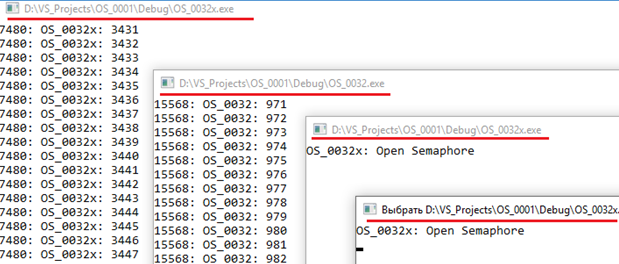 D:\VS_Projects\OS_0001\Debug\OS_0032x.exe
7480: OS_0032x: 3431
7480: OS_0032x: 3432
7480: OS_0032x: 3433
7480: OS_0032x: 3434
7480: OS_0032x: 3435
7480: OS_0032x: 3436
7480: OS_0032x: 3437
7480: OS_0032x: 3438
7480: OS_0032x: 3439
7480: OS_0032x: 3440
7480: OS_0032x: 3441
7480: OS_0032x: 3442
7480: OS_0032x: 3443
7480: OS_0032x: 3444
7480: OS_0032x: 3445
7480: OS_0032x: 3446
7480: OS_0032x: 3447
D:\VS_Projects\OS_0001\Debug\OS_0032.exe
15568: OS_0032: 971
15568: OS_0032: 972
15568: OS_0032: 973
15568: OS_0032: 974
15568: OS_0032: 975
15568: OS_0032: 976
15568: OS_0032: 977
15568: OS_0032: 978
15568: OS_0032: 979
15568: OS_0032: 980
15568: OS_0032: 981
15568: OS_0032: 982
D:\VS_Projects\OS_0001\Debug\OS_0032x.exe
OS_0032x: Open Semaphore
Выбрать D:\VS_Projects\OS_0001\Debug\OS_0032x.
OS_0032x: Open Semaphore